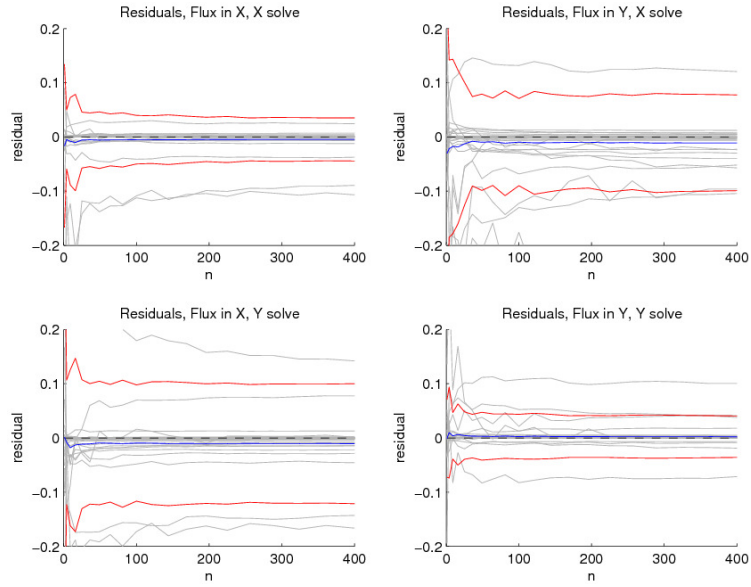 Residuals, Flux in X, X solve
0.2
0.1
0
−0.1
−0.2
residual
0 100 200 300 400
n
Residuals, Flux in Y, X solve
0.2
0.1
0
−0.1
−0.2
residual
0 100 200 300 400
n
Residuals, Flux in X, Y solve
0.2
0.1
0
−0.1
−0.2
residual
0 100 200 300 400
n
Residuals, Flux in Y, Y solve
0.2
0.1
0
−0.1
−0.2
residual
0 100 200 300 400
n